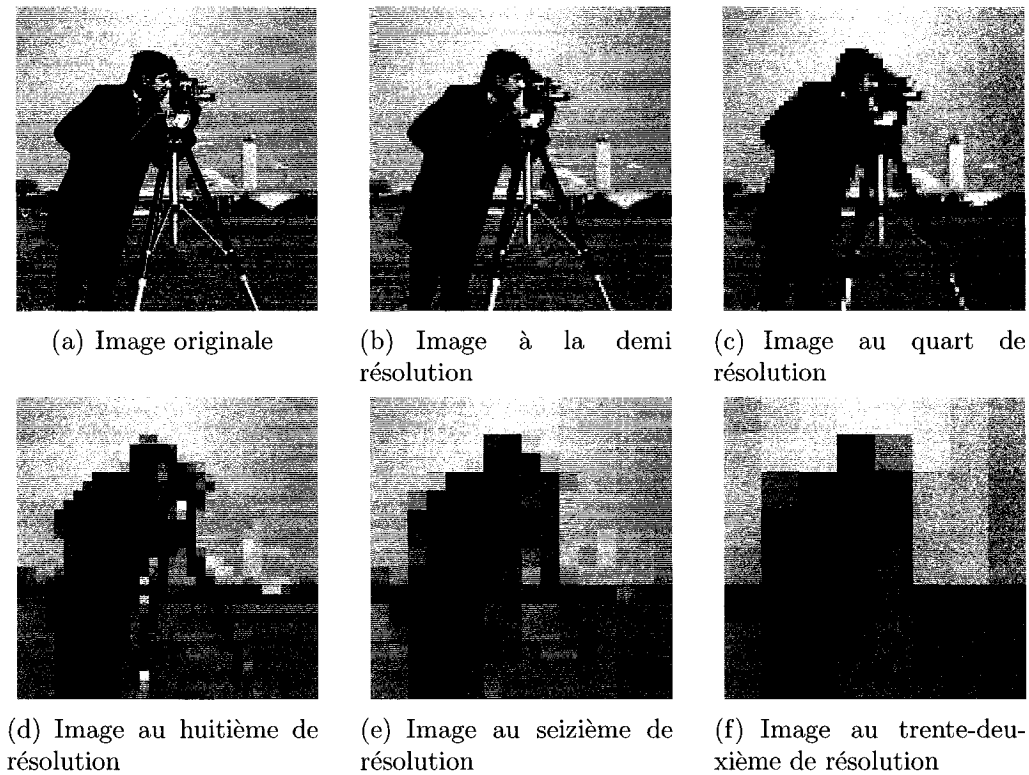 (a) Image originale
(b) Image à la demi
résolution
(c) Image au quart de
résolution
(d) Image au huitième de
résolution
(e) Image au seizième de
résolution
(f) Image au trente-deu-
xième de résolution